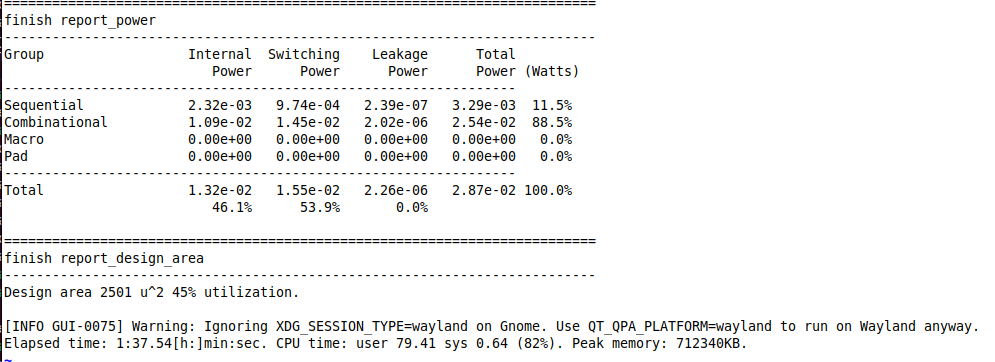 ==========================================================================
finish report_power
--------------------------------------------------------------------------
Group                  Internal  Switching    Leakage      Total
                          Power      Power      Power      Power (Watts)
----------------------------------------------------------------
Sequential             2.32e-03   9.74e-04   2.39e-07   3.29e-03  11.5%
Combinational          1.09e-02   1.45e-02   2.02e-06   2.54e-02  88.5%
Macro                  0.00e+00   0.00e+00   0.00e+00   0.00e+00   0.0%
Pad                    0.00e+00   0.00e+00   0.00e+00   0.00e+00   0.0%
----------------------------------------------------------------
Total                  1.32e-02   1.55e-02   2.26e-06   2.87e-02 100.0%
                          46.1%      53.9%       0.0%
==========================================================================
finish report_design_area
--------------------------------------------------------------------------
Design area 2501 u^2 45% utilization.
[INFO GUI-0075] Warning: Ignoring XDG_SESSION_TYPE=wayland on Gnome. Use QT_QPA_PLATFORM=wayland to run on Wayland anyway.
Elapsed time: 1:37.54[h:]min:sec. CPU time: user 79.41 sys 0.64 (82%). Peak memory: 712340KB.
~